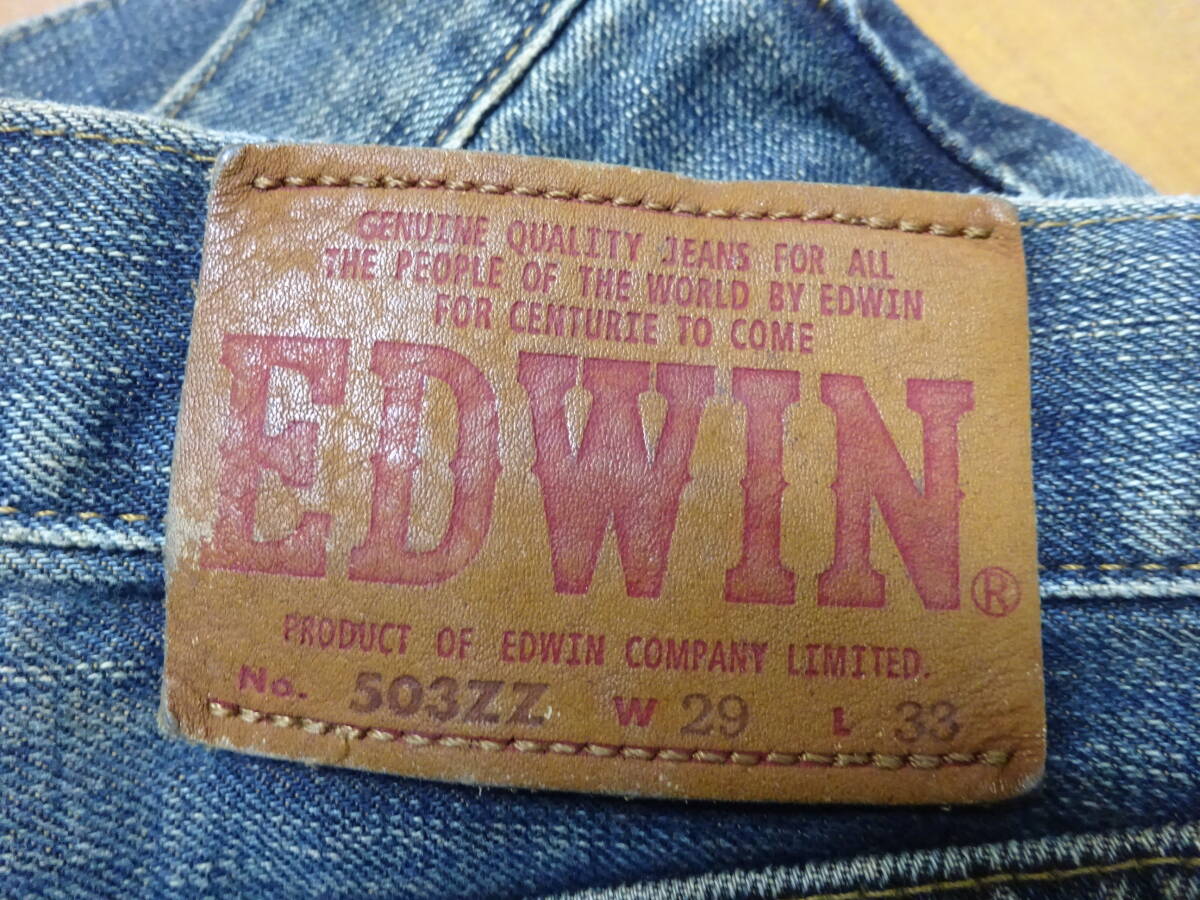 GENUINE QUALITY JEANS FOR ALL
THE PEOPLE OF THE WORLD BY EDWIN
FOR CENTURIE TO COME
EDWIN®
PRODUCT OF EDWIN COMPANY LIMITED.
No. 503ZZ W 29 L 33